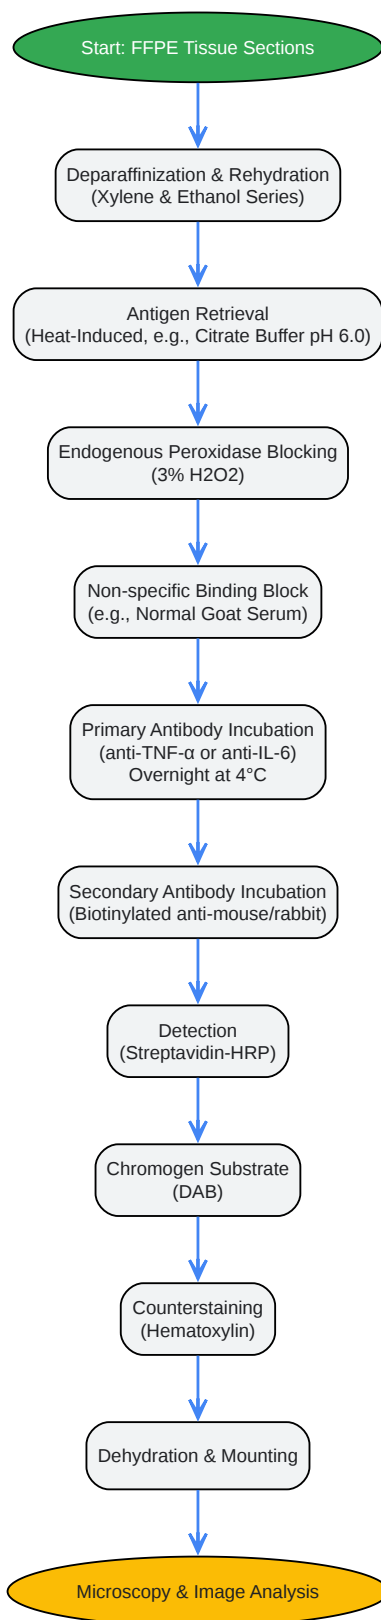 Start: FFPE Tissue Sections
Deparaffinization & Rehydration
(Xylene & Ethanol Series)
Antigen Retrieval
(Heat-Induced, e.g., Citrate Buffer pH 6.0)
Endogenous Peroxidase Blocking
(3% H2O2)
Non-specific Binding Block
(e.g., Normal Goat Serum)
Primary Antibody Incubation
(anti-TNF-α or anti-IL-6)
Overnight at 4°C
Secondary Antibody Incubation
(Biotinylated anti-mouse/rabbit)
Detection
(Streptavidin-HRP)
Chromogen Substrate
(DAB)
Counterstaining
(Hematoxylin)
Dehydration & Mounting
Microscopy & Image Analysis